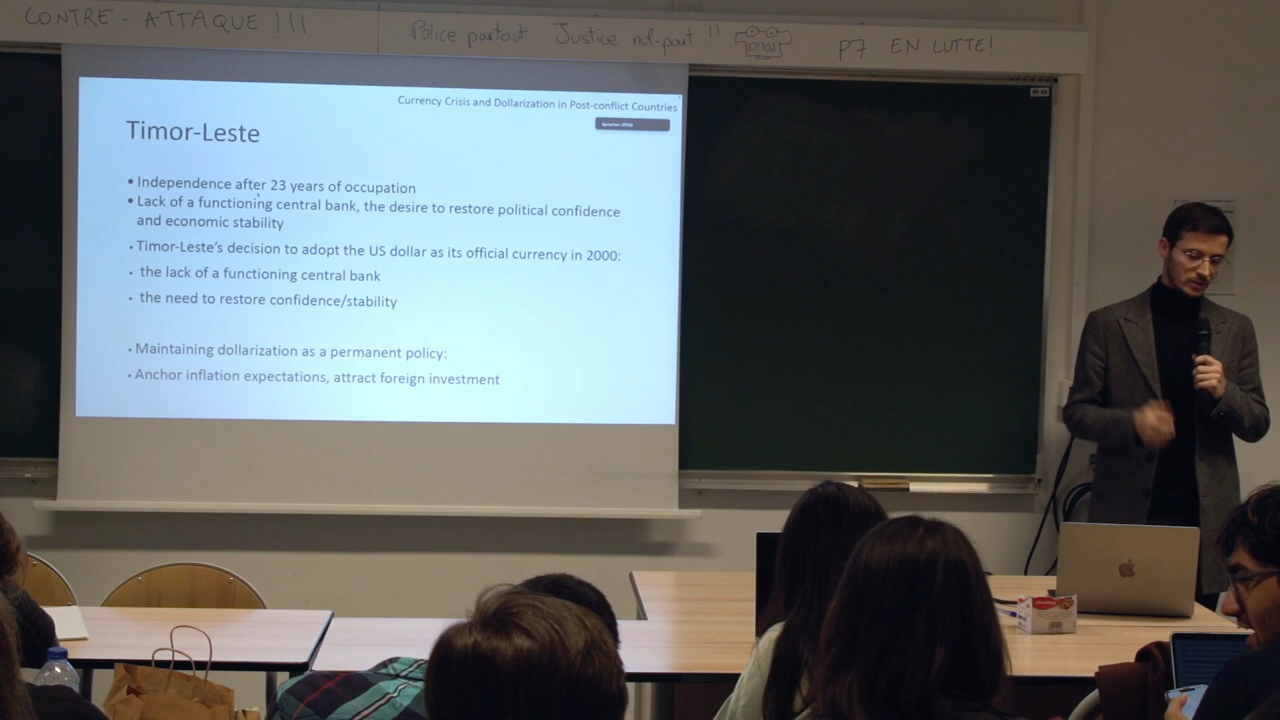 CONTRE - ATTAQUE !!!
Police partout Justice nul-part !!
POLICE
P7 EN LUTTE!
Currency Crisis and Dollarization in Post-conflict Countries
Timor-Leste
• Independence after 23 years of occupation
• Lack of a functioning central bank, the desire to restore political confidence
and economic stability
• Timor-Leste's decision to adopt the US dollar as its official currency in 2000:
• the lack of a functioning central bank
• the need to restore confidence/stability
• Maintaining dollarization as a permanent policy:
• Anchor inflation expectations, attract foreign investment